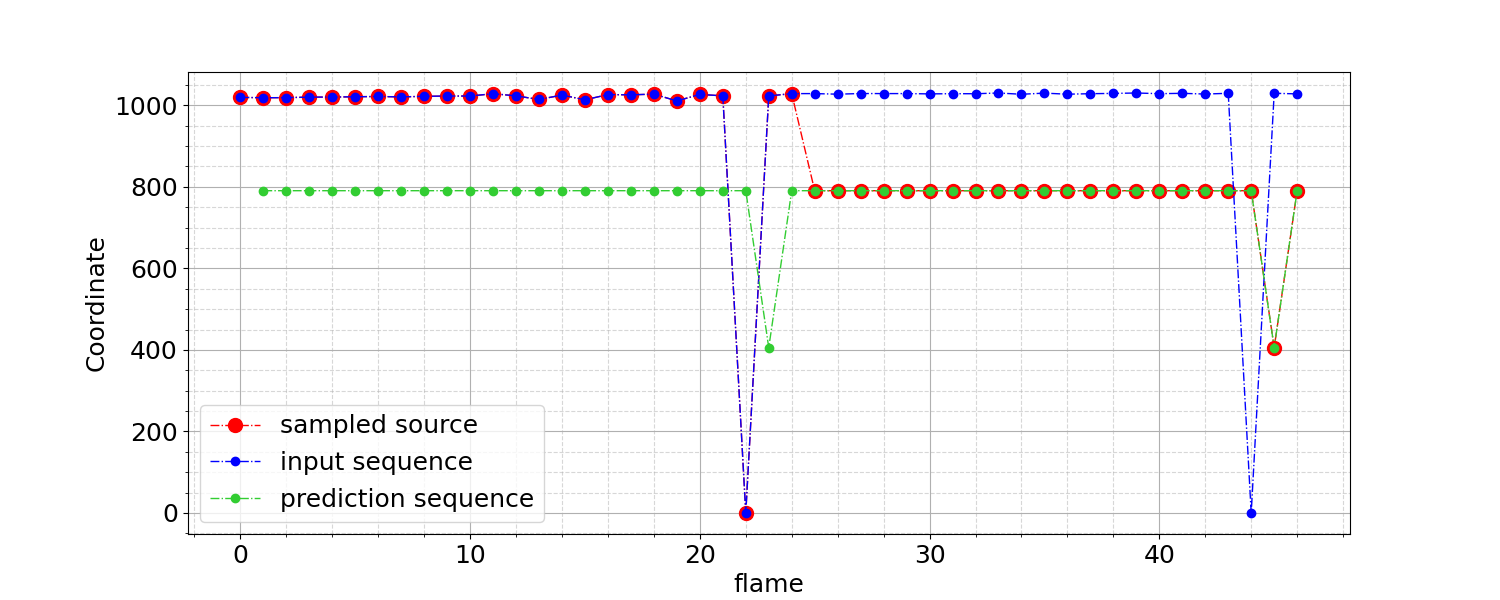 1000
800
600
400
200
0
Coordinate
sampled source
input sequence
prediction sequence
0 10 20 30 40
flame